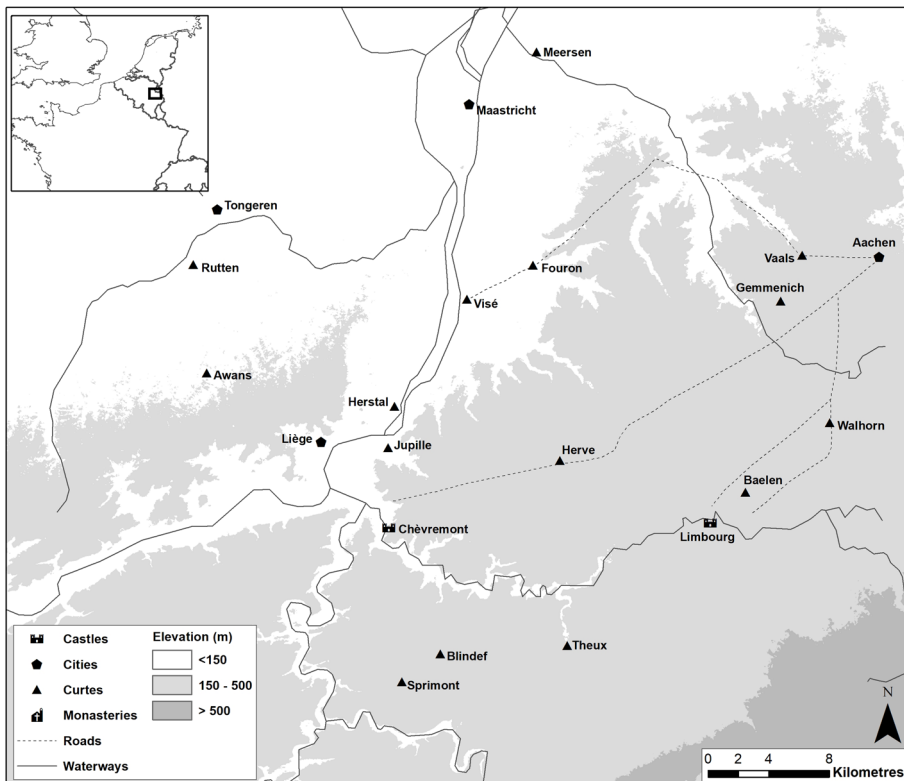 Meersen
Maastricht
Tongeren
Rutten
Fouron
Vaals
Aachen
Gemmenich
Visé
Awans
Herstal
Liège
Jupille
Herve
Walhorn
Baelen
Chèvremont
Limbourg
Blindef
Theux
Sprimont
Castles
Cities
Curtes
Monasteries
Roads
Waterways
Elevation (m)
<150
150 - 500
> 500
N
0 2 4 8
Kilometres